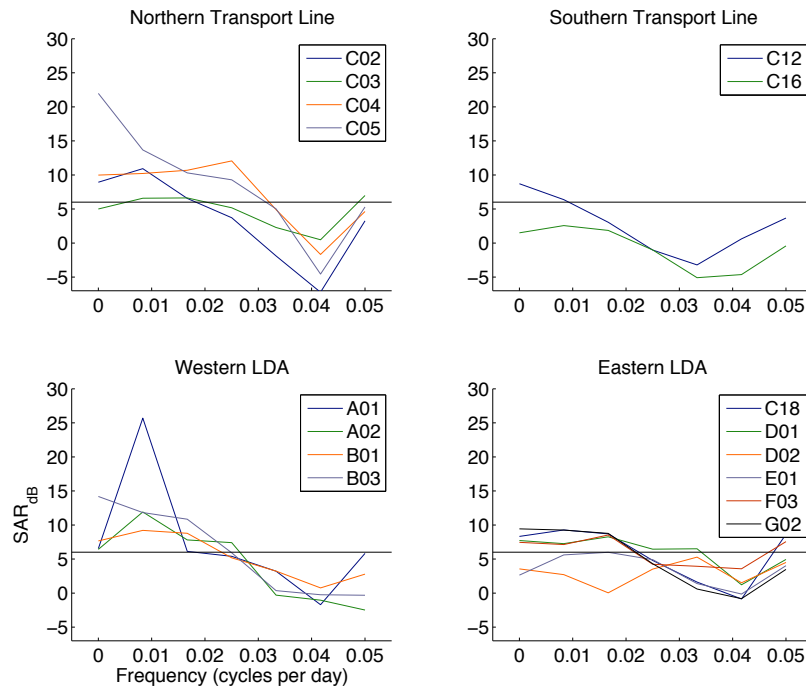 Northern Transport Line
30
25
20
15
10
5
0
−5
0
0.01
0.02
0.03
0.04
0.05
C02
C03
C04
C05
Southern Transport Line
30
25
20
15
10
5
0
−5
0
0.01
0.02
0.03
0.04
0.05
C12
C16
Western LDA
SAR_dB
30
25
20
15
10
5
0
−5
0
0.01
0.02
0.03
0.04
0.05
Frequency (cycles per day)
A01
A02
B01
B03
Eastern LDA
30
25
20
15
10
5
0
−5
0
0.01
0.02
0.03
0.04
0.05
C18
D01
D02
E01
F03
G02